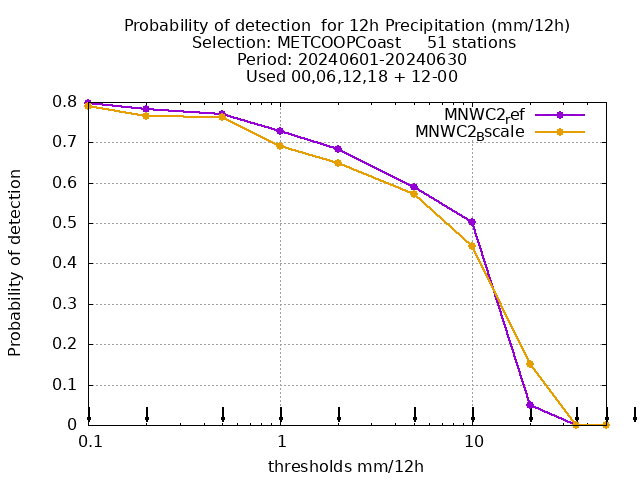 Probability of detection  for 12h Precipitation (mm/12h)
Selection: METCOOPCoast     51 stations
Period: 20240601-20240630
Used 00,06,12,18 + 12-00
MNWC2ref
MNWC2Bscale
0.8
0.7
0.6
0.5
0.4
0.3
0.2
0.1
0
Probability of detection
0.1 1 10
thresholds mm/12h